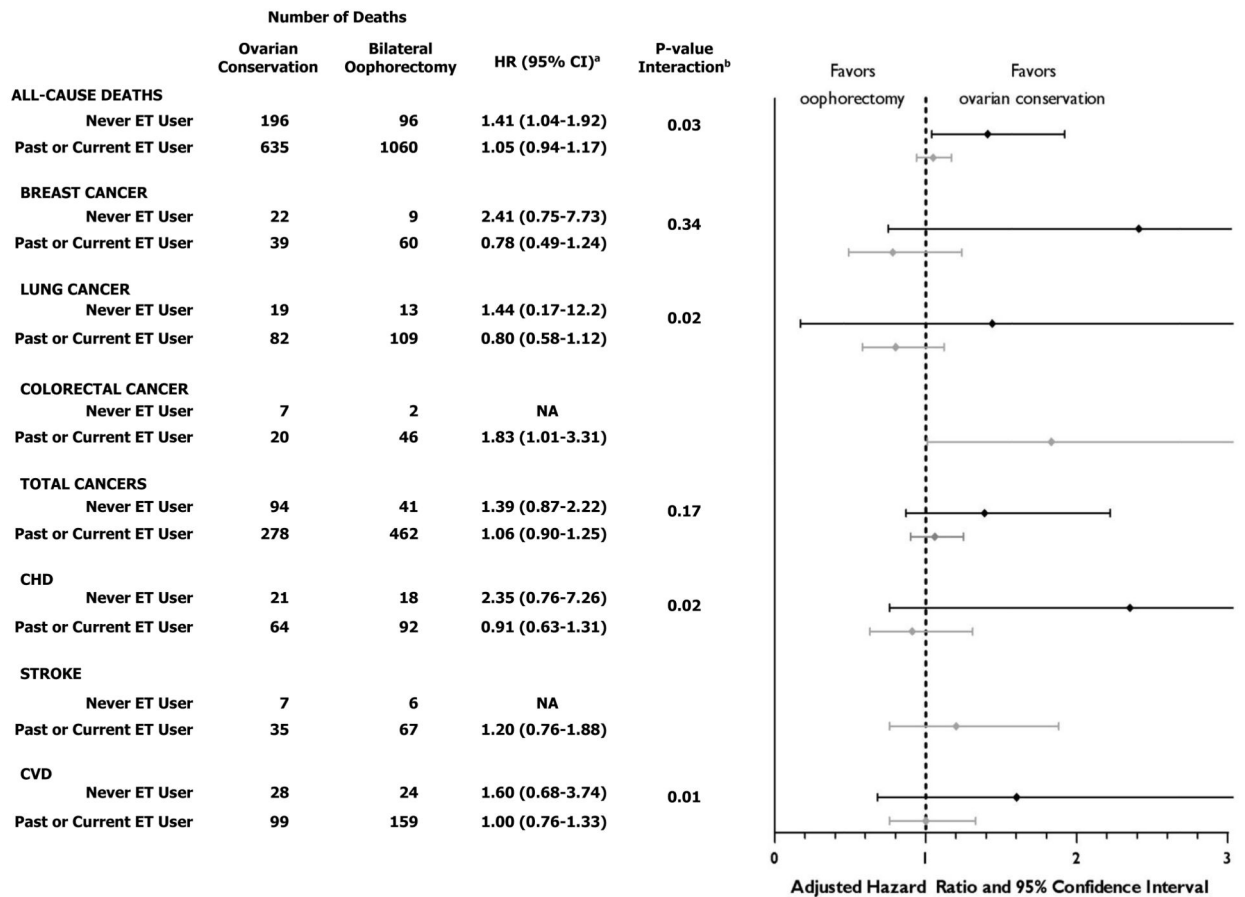 Number of Deaths
Ovarian Conservation Bilateral Oophorectomy HR (95% CI)ᵃ P-value Interactionᵇ
Favors oophorectomy Favors ovarian conservation
ALL-CAUSE DEATHS
Never ET User 196 96 1.41 (1.04-1.92) 0.03
Past or Current ET User 635 1060 1.05 (0.94-1.17)
BREAST CANCER
Never ET User 22 9 2.41 (0.75-7.73) 0.34
Past or Current ET User 39 60 0.78 (0.49-1.24)
LUNG CANCER
Never ET User 19 13 1.44 (0.17-12.2) 0.02
Past or Current ET User 82 109 0.80 (0.58-1.12)
COLORECTAL CANCER
Never ET User 7 2 NA
Past or Current ET User 20 46 1.83 (1.01-3.31)
TOTAL CANCERS
Never ET User 94 41 1.39 (0.87-2.22) 0.17
Past or Current ET User 278 462 1.06 (0.90-1.25)
CHD
Never ET User 21 18 2.35 (0.76-7.26) 0.02
Past or Current ET User 64 92 0.91 (0.63-1.31)
STROKE
Never ET User 7 6 NA
Past or Current ET User 35 67 1.20 (0.76-1.88)
CVD
Never ET User 28 24 1.60 (0.68-3.74) 0.01
Past or Current ET User 99 159 1.00 (0.76-1.33)
0 1 2 3
Adjusted Hazard Ratio and 95% Confidence Interval